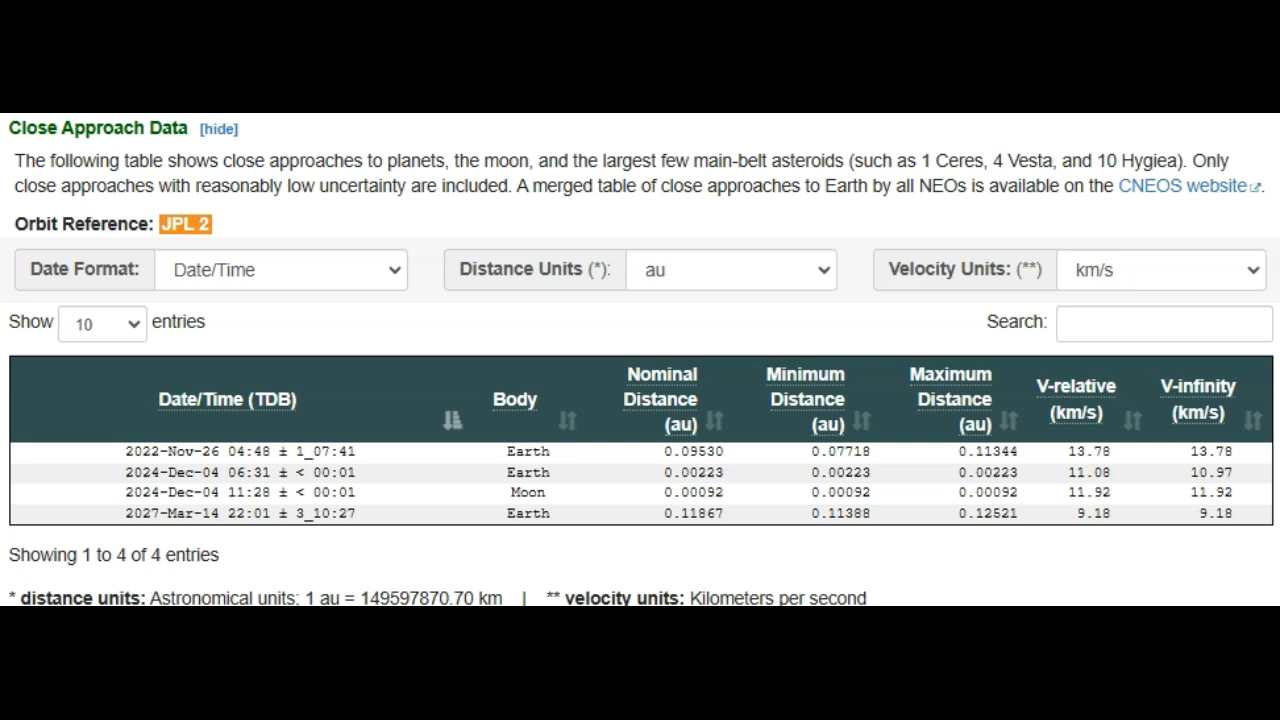 Close Approach Data [hide]
The following table shows close approaches to planets, the moon, and the largest few main-belt asteroids (such as 1 Ceres, 4 Vesta, and 10 Hygiea). Only
close approaches with reasonably low uncertainty are included. A merged table of close approaches to Earth by all NEOs is available on the CNEOS website.
Orbit Reference: JPL 2
Date Format: Date/Time Distance Units (*): au Velocity Units: (**) km/s
Show 10 entries Search:
Date/Time (TDB) Body Nominal Distance (au) Minimum Distance (au) Maximum Distance (au) V-relative (km/s) V-infinity (km/s)
2022-Nov-26 04:48 ± 1_07:41 Earth 0.09530 0.07718 0.11344 13.78 13.78
2024-Dec-04 06:31 ± < 00:01 Earth 0.00223 0.00223 0.00223 11.08 10.97
2024-Dec-04 11:28 ± < 00:01 Moon 0.00092 0.00092 0.00092 11.92 11.92
2027-Mar-14 22:01 ± 3_10:27 Earth 0.11867 0.11388 0.12521 9.18 9.18
Showing 1 to 4 of 4 entries
* distance units: Astronomical units; 1 au = 149597870.70 km | ** velocity units: Kilometers per second